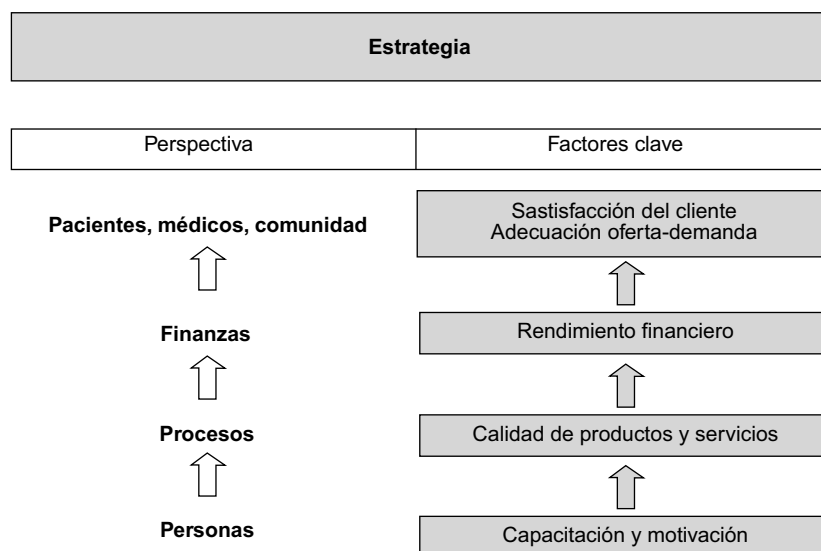 Estrategia
Perspectiva
Factores clave
Pacientes, médicos, comunidad
Sastisfacción del cliente
Adecuación oferta-demanda
Finanzas
Rendimiento financiero
Procesos
Calidad de productos y servicios
Personas
Capacitación y motivación